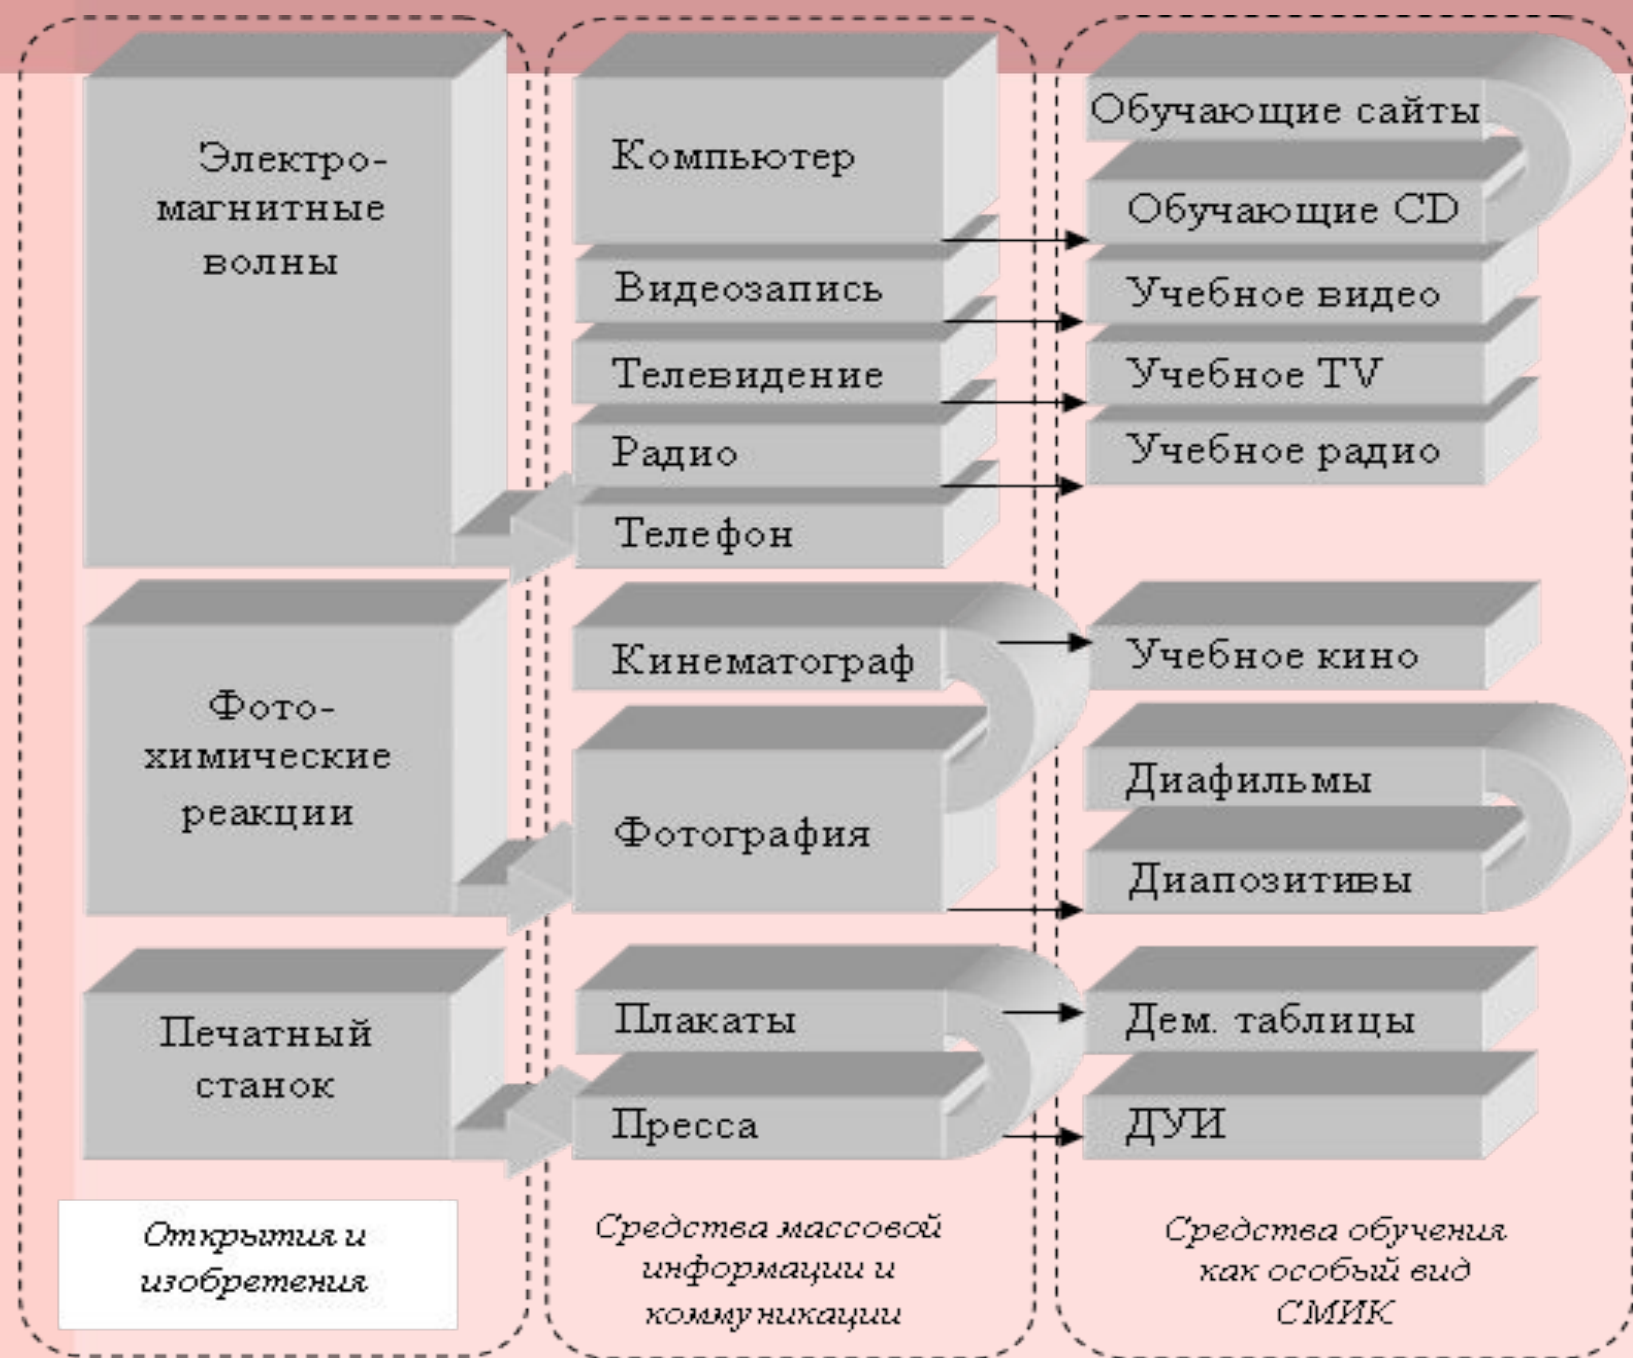 Электро-
магнитные
волны
Фото-
химические
реакции
Печатный
станок
Открытия и
изобретения
Компьютер
Видеозапись
Телевидение
Радио
Телефон
Кинематограф
Фотография
Плакаты
Пресса
Средства массовой
информации и
коммуникации
Обучающие сайты
Обучающие CD
Учебное видео
Учебное TV
Учебное радио
Учебное кино
Диафильмы
Диапозитивы
Дем. таблицы
ДУИ
Средства обучения
как особый вид
СМИК